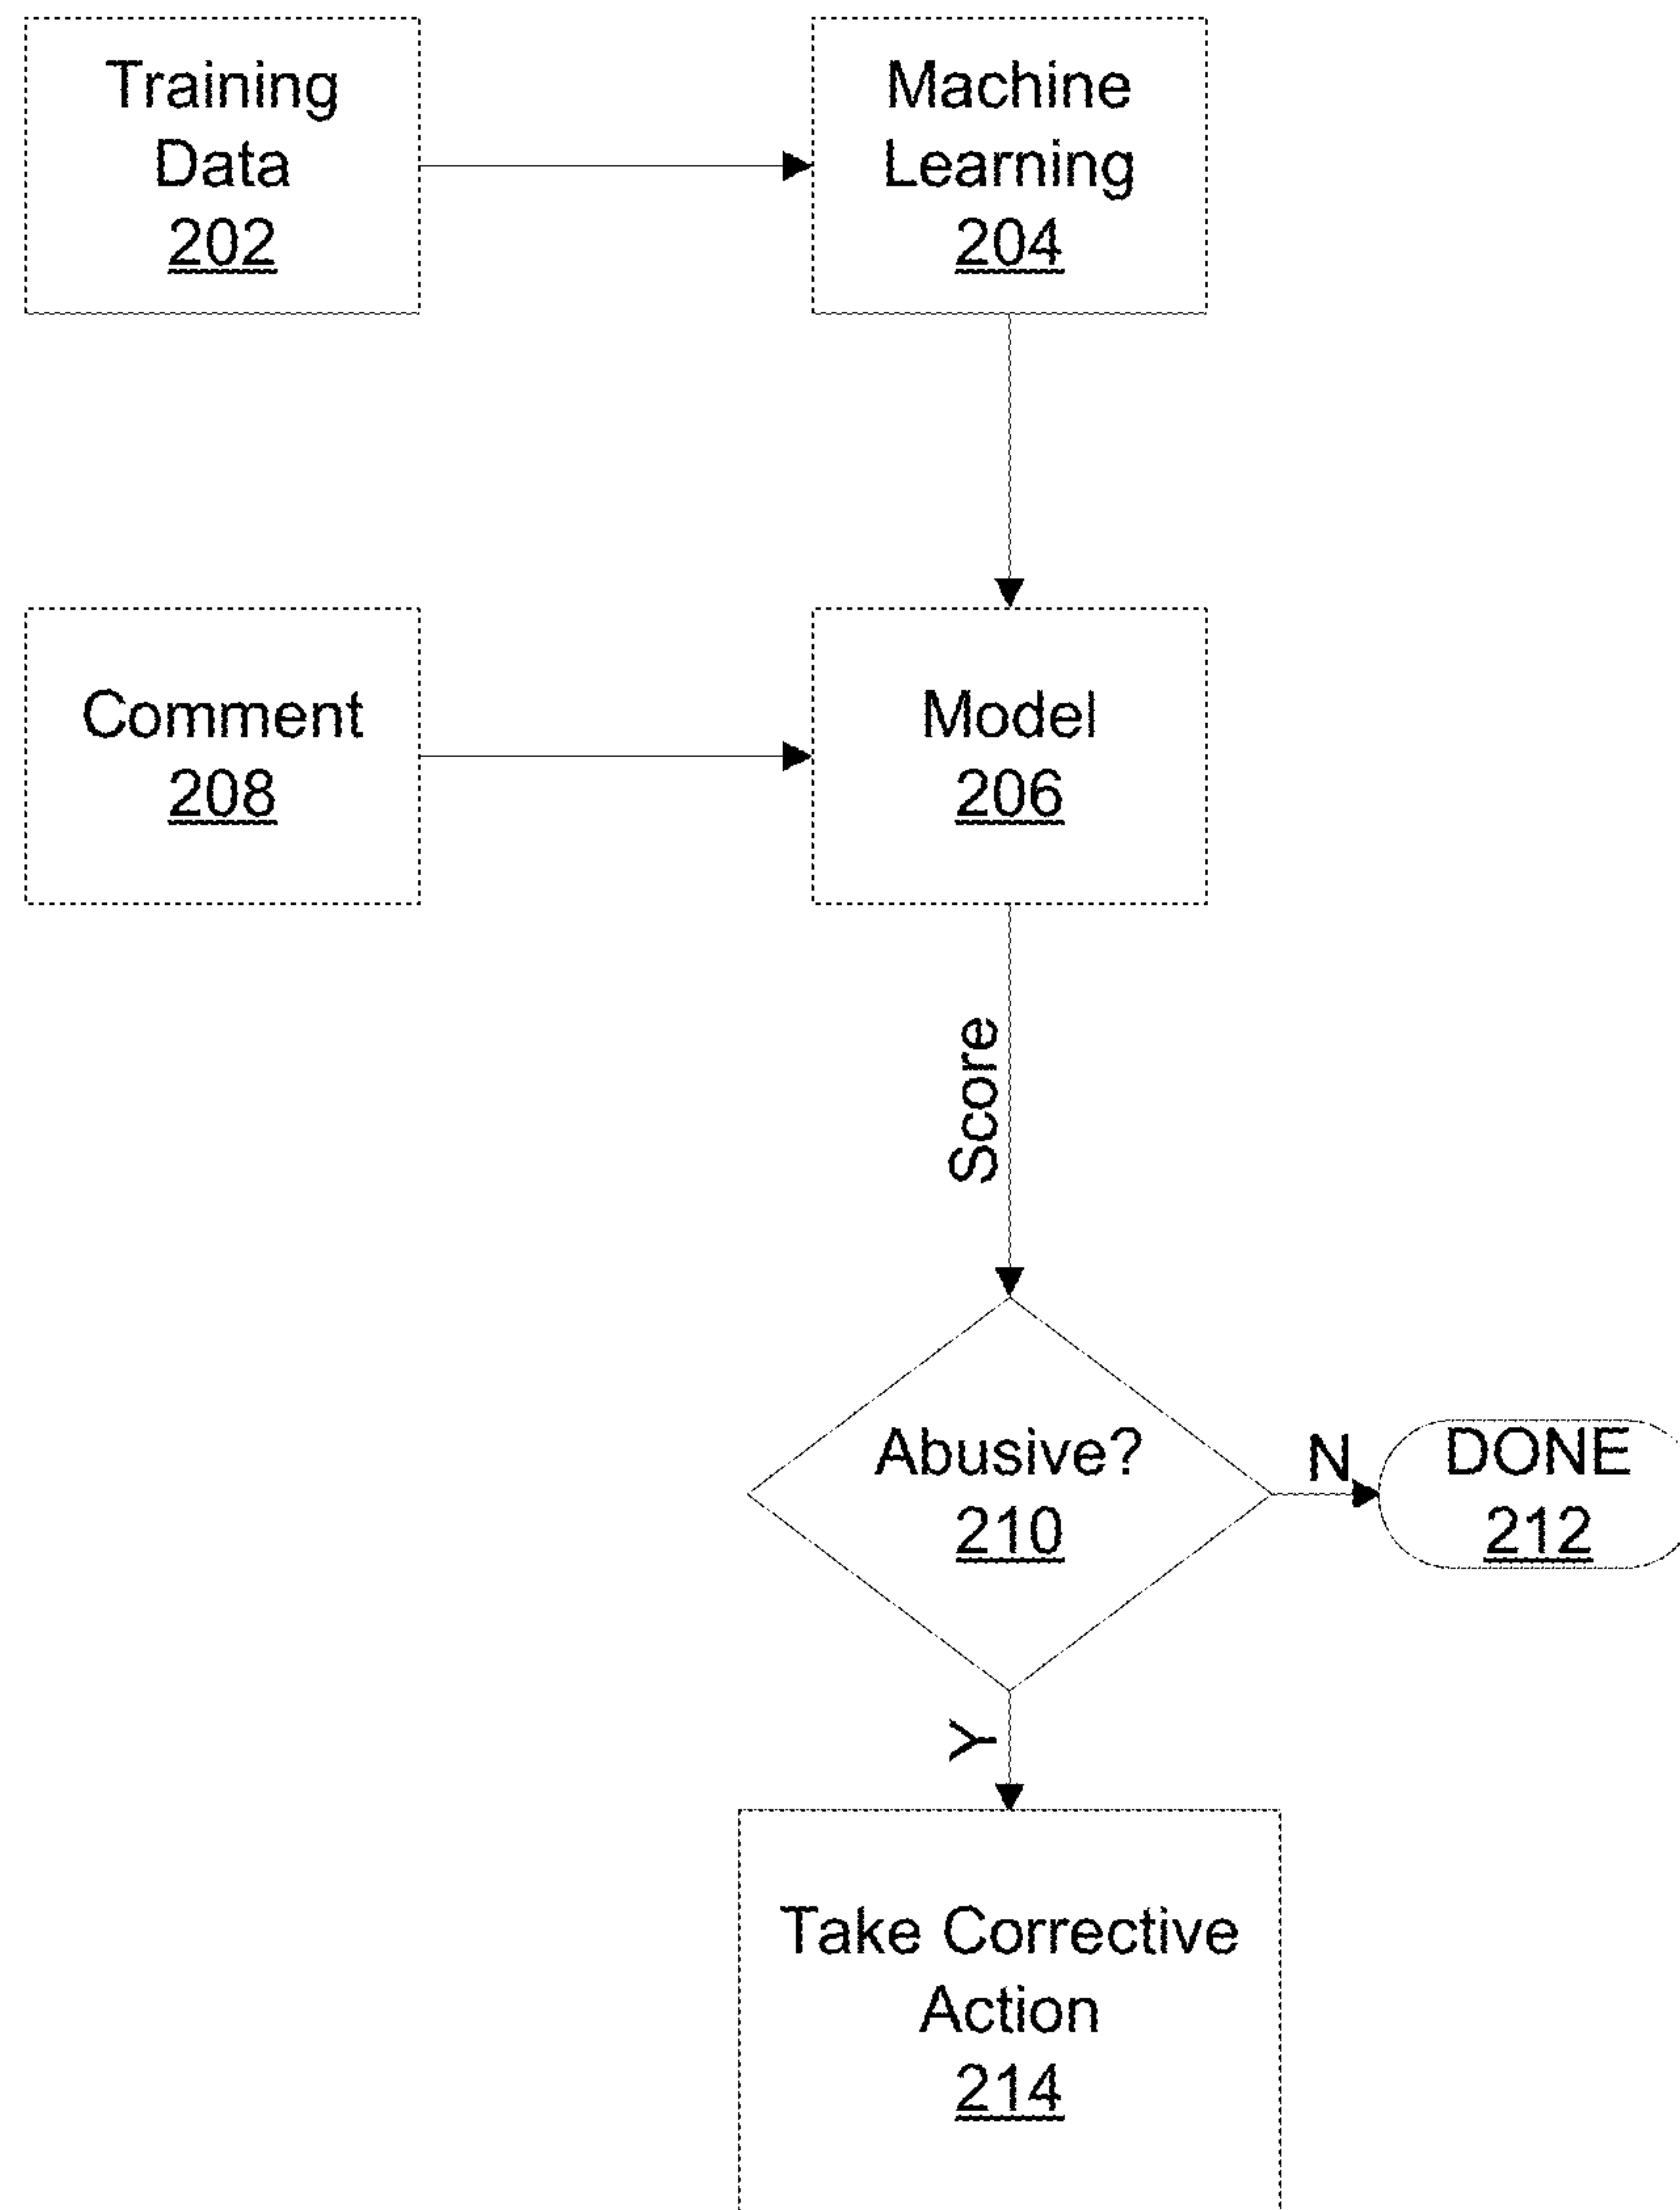 Training
Data
202
Machine
Learning
204
Comment
208
Model
206
Score
Abusive?
210
N
DONE
212
Y
Take Corrective
Action
214